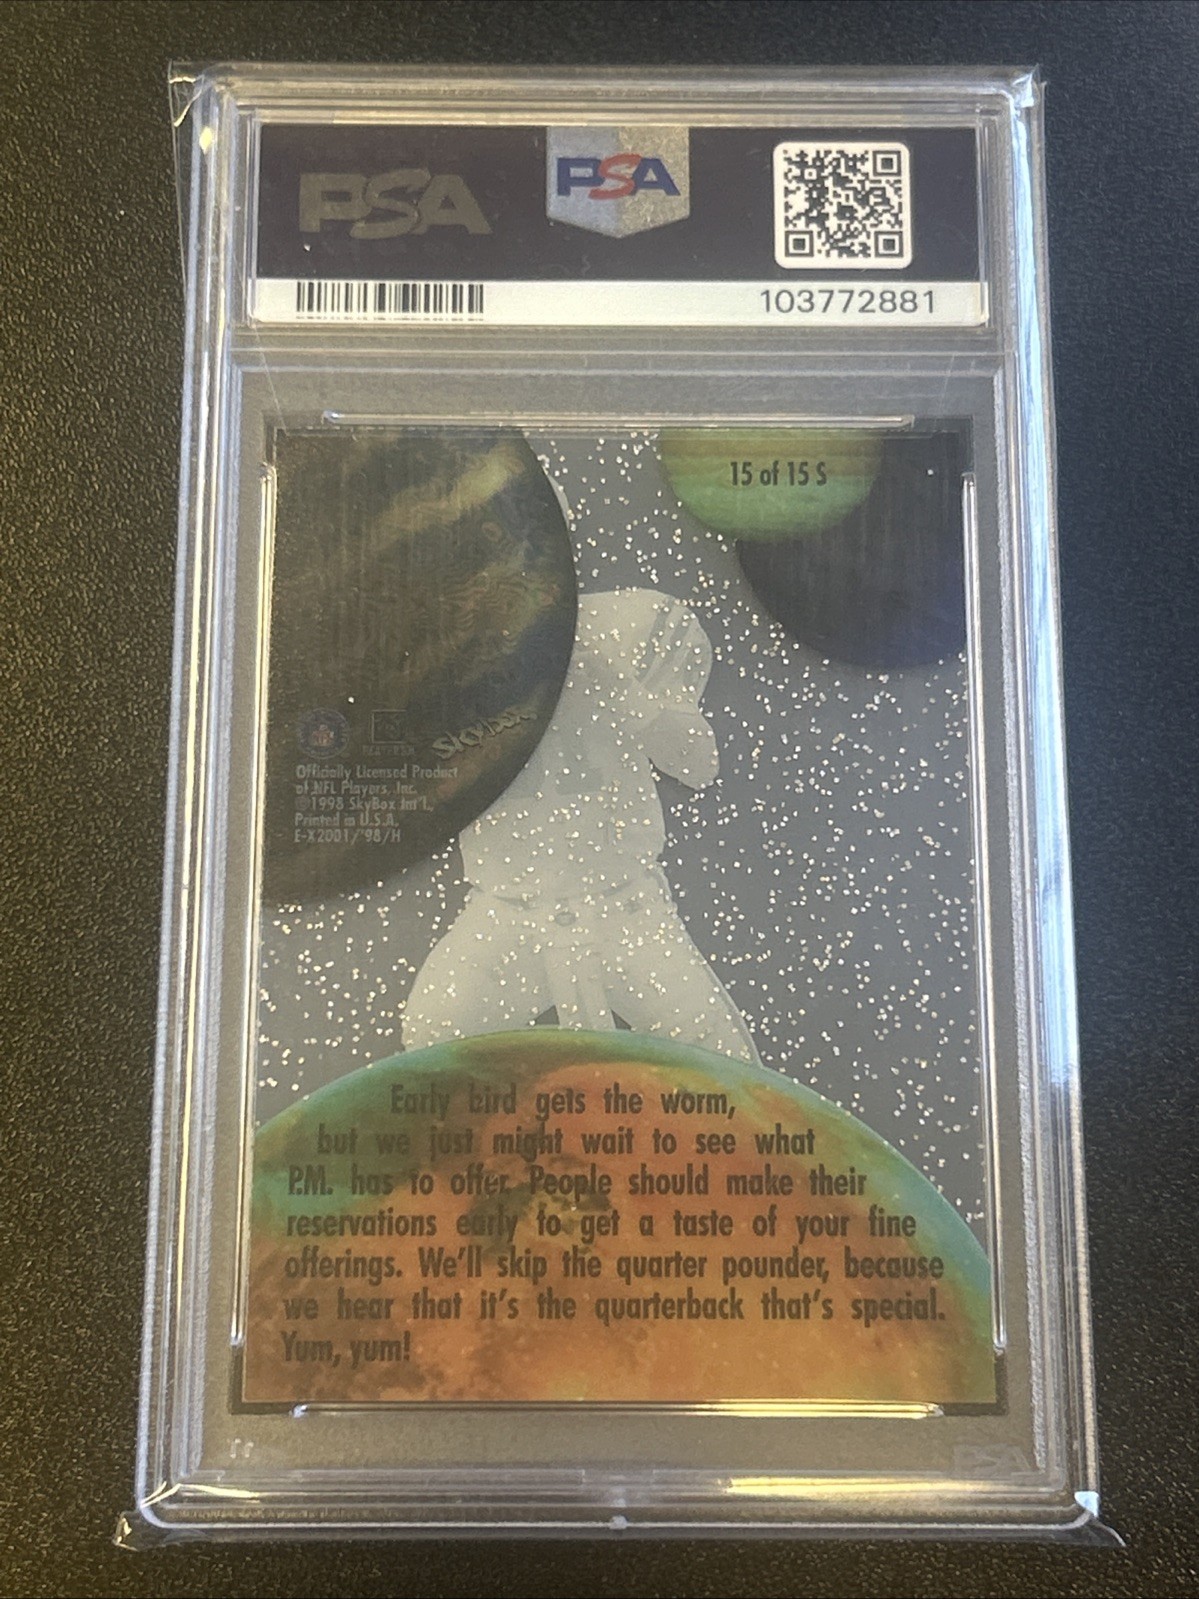 PSA
PSA
103772881
15 of 15 S
SKYBOX
Officially Licensed Product
of NFL Players, Inc.
©1998 SkyBox Int'l.,
Printed in U.S.A.
E-X2001/'98/H
Early bird gets the worm,
but we just might wait to see what
P.M. has to offer. People should make their
reservations early to get a taste of your fine
offerings. We'll skip the quarter pounder, because
we hear that it's the quarterback that's special.
Yum, yum!
PSA